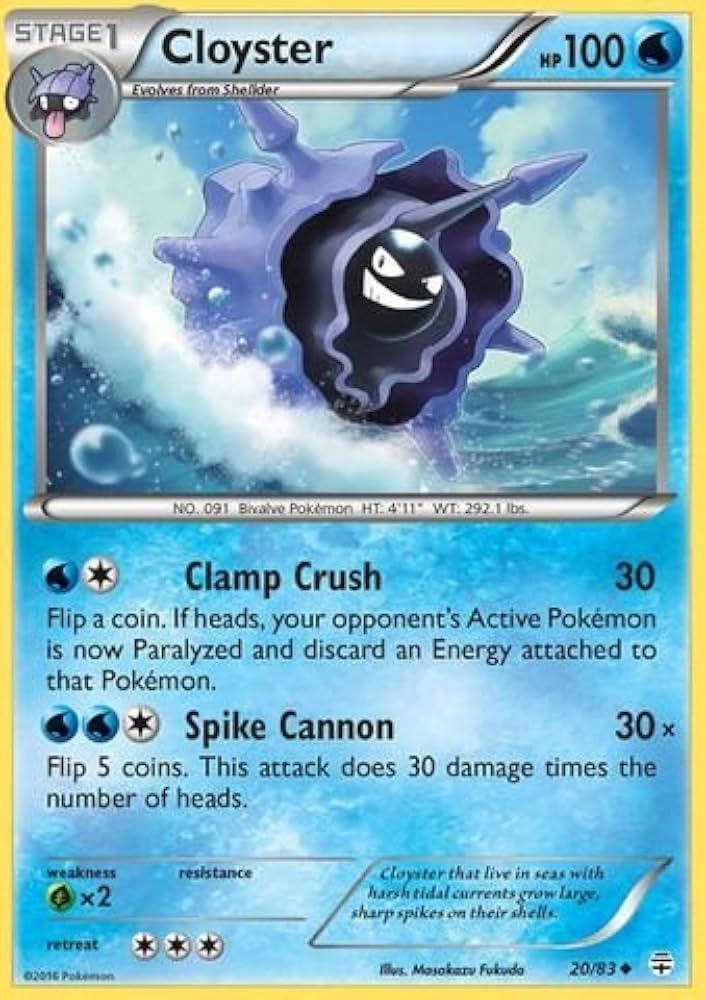 STAGE1
Cloyster
HP100
Evolves from Shellder
NO. 091 Bivalve Pokémon HT: 4'11" WT: 292.1 lbs.
Clamp Crush 30
Flip a coin. If heads, your opponent's Active Pokémon
is now Paralyzed and discard an Energy attached to
that Pokémon.
Spike Cannon 30×
Flip 5 coins. This attack does 30 damage times the
number of heads.
weakness resistance
×2
retreat
Cloyster that live in seas with
harsh tidal currents grow large,
sharp spikes on their shells.
©2016 Pokémon
Illus. Masakazu Fukuda
20/83